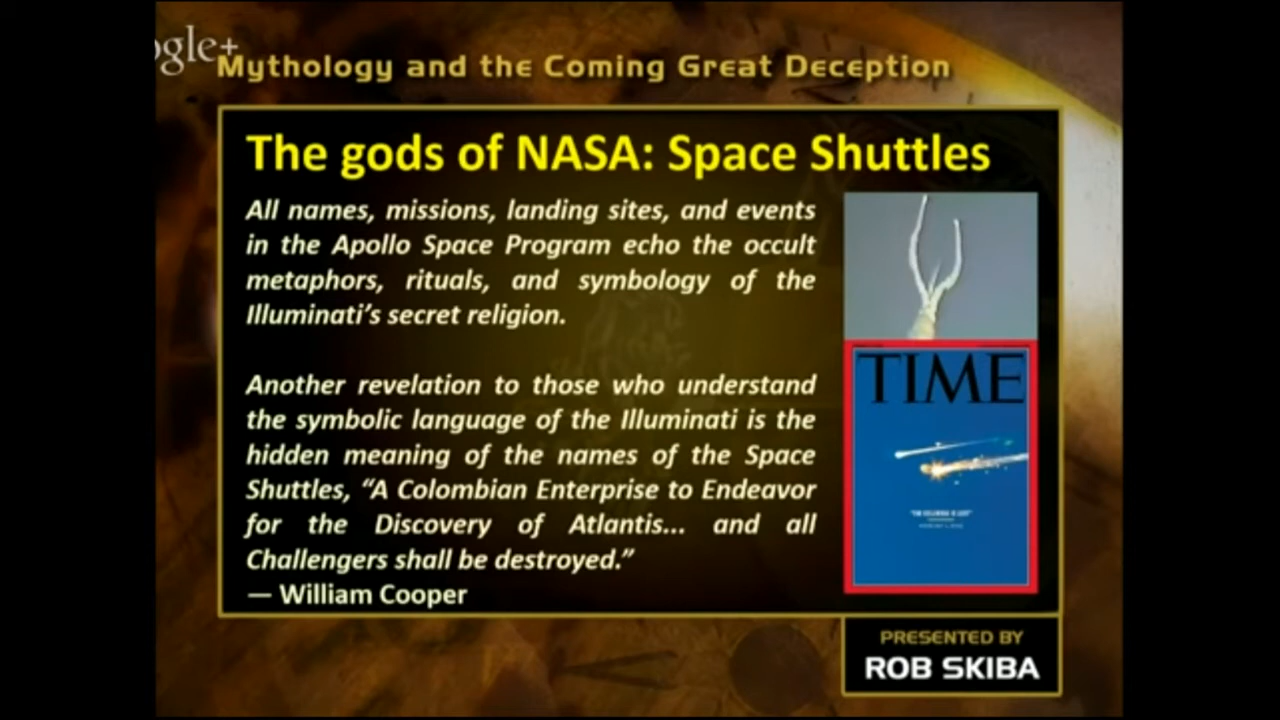 ogle+
Mythology and the Coming Great Deception
The gods of NASA: Space Shuttles
All names, missions, landing sites, and events
in the Apollo Space Program echo the occult
metaphors, rituals, and symbology of the
Illuminati’s secret religion.
Another revelation to those who understand
the symbolic language of the Illuminati is the
hidden meaning of the names of the Space
Shuttles, “A Colombian Enterprise to Endeavor
for the Discovery of Atlantis... and all
Challengers shall be destroyed.”
— William Cooper
TIME
PRESENTED BY
ROB SKIBA